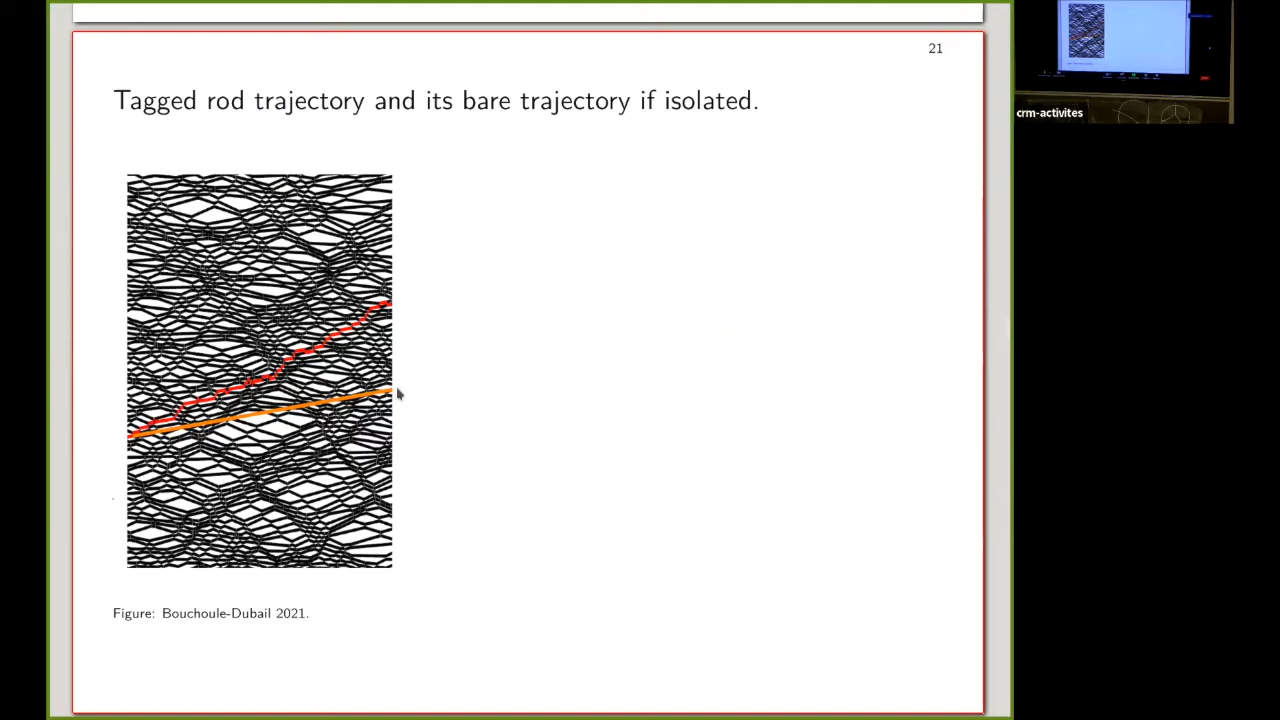 21
Tagged rod trajectory and its bare trajectory if isolated.
Figure: Bouchoule-Dubail 2021.
crm-activites